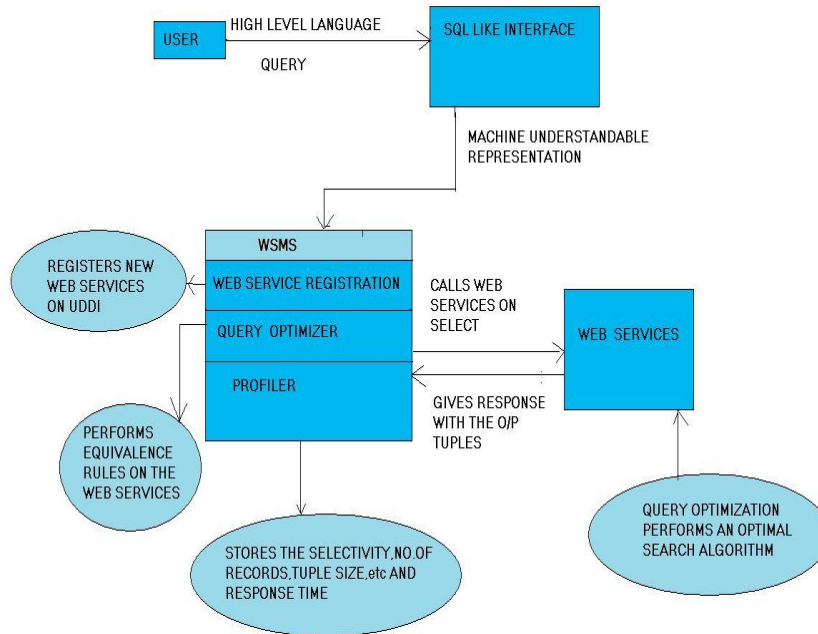 USER
HIGH LEVEL LANGUAGE
QUERY
SQL LIKE INTERFACE
MACHINE UNDERSTANDABLE
REPRESENTATION
WSMS
WEB SERVICE REGISTRATION
QUERY OPTIMIZER
PROFILER
REGISTERS NEW
WEB SERVICES
ON UDDI
CALLS WEB
SERVICES ON
SELECT
WEB SERVICES
GIVES RESPONSE
WITH THE O/P
TUPLES
PERFORMS
EQUIVALENCE
RULES ON THE
WEB SERVICES
STORES THE SELECTIVITY,NO.OF
RECORDS,TUPLE SIZE,etc AND
RESPONSE TIME
QUERY OPTIMIZATION
PERFORMS AN OPTIMAL
SEARCH ALGORITHM